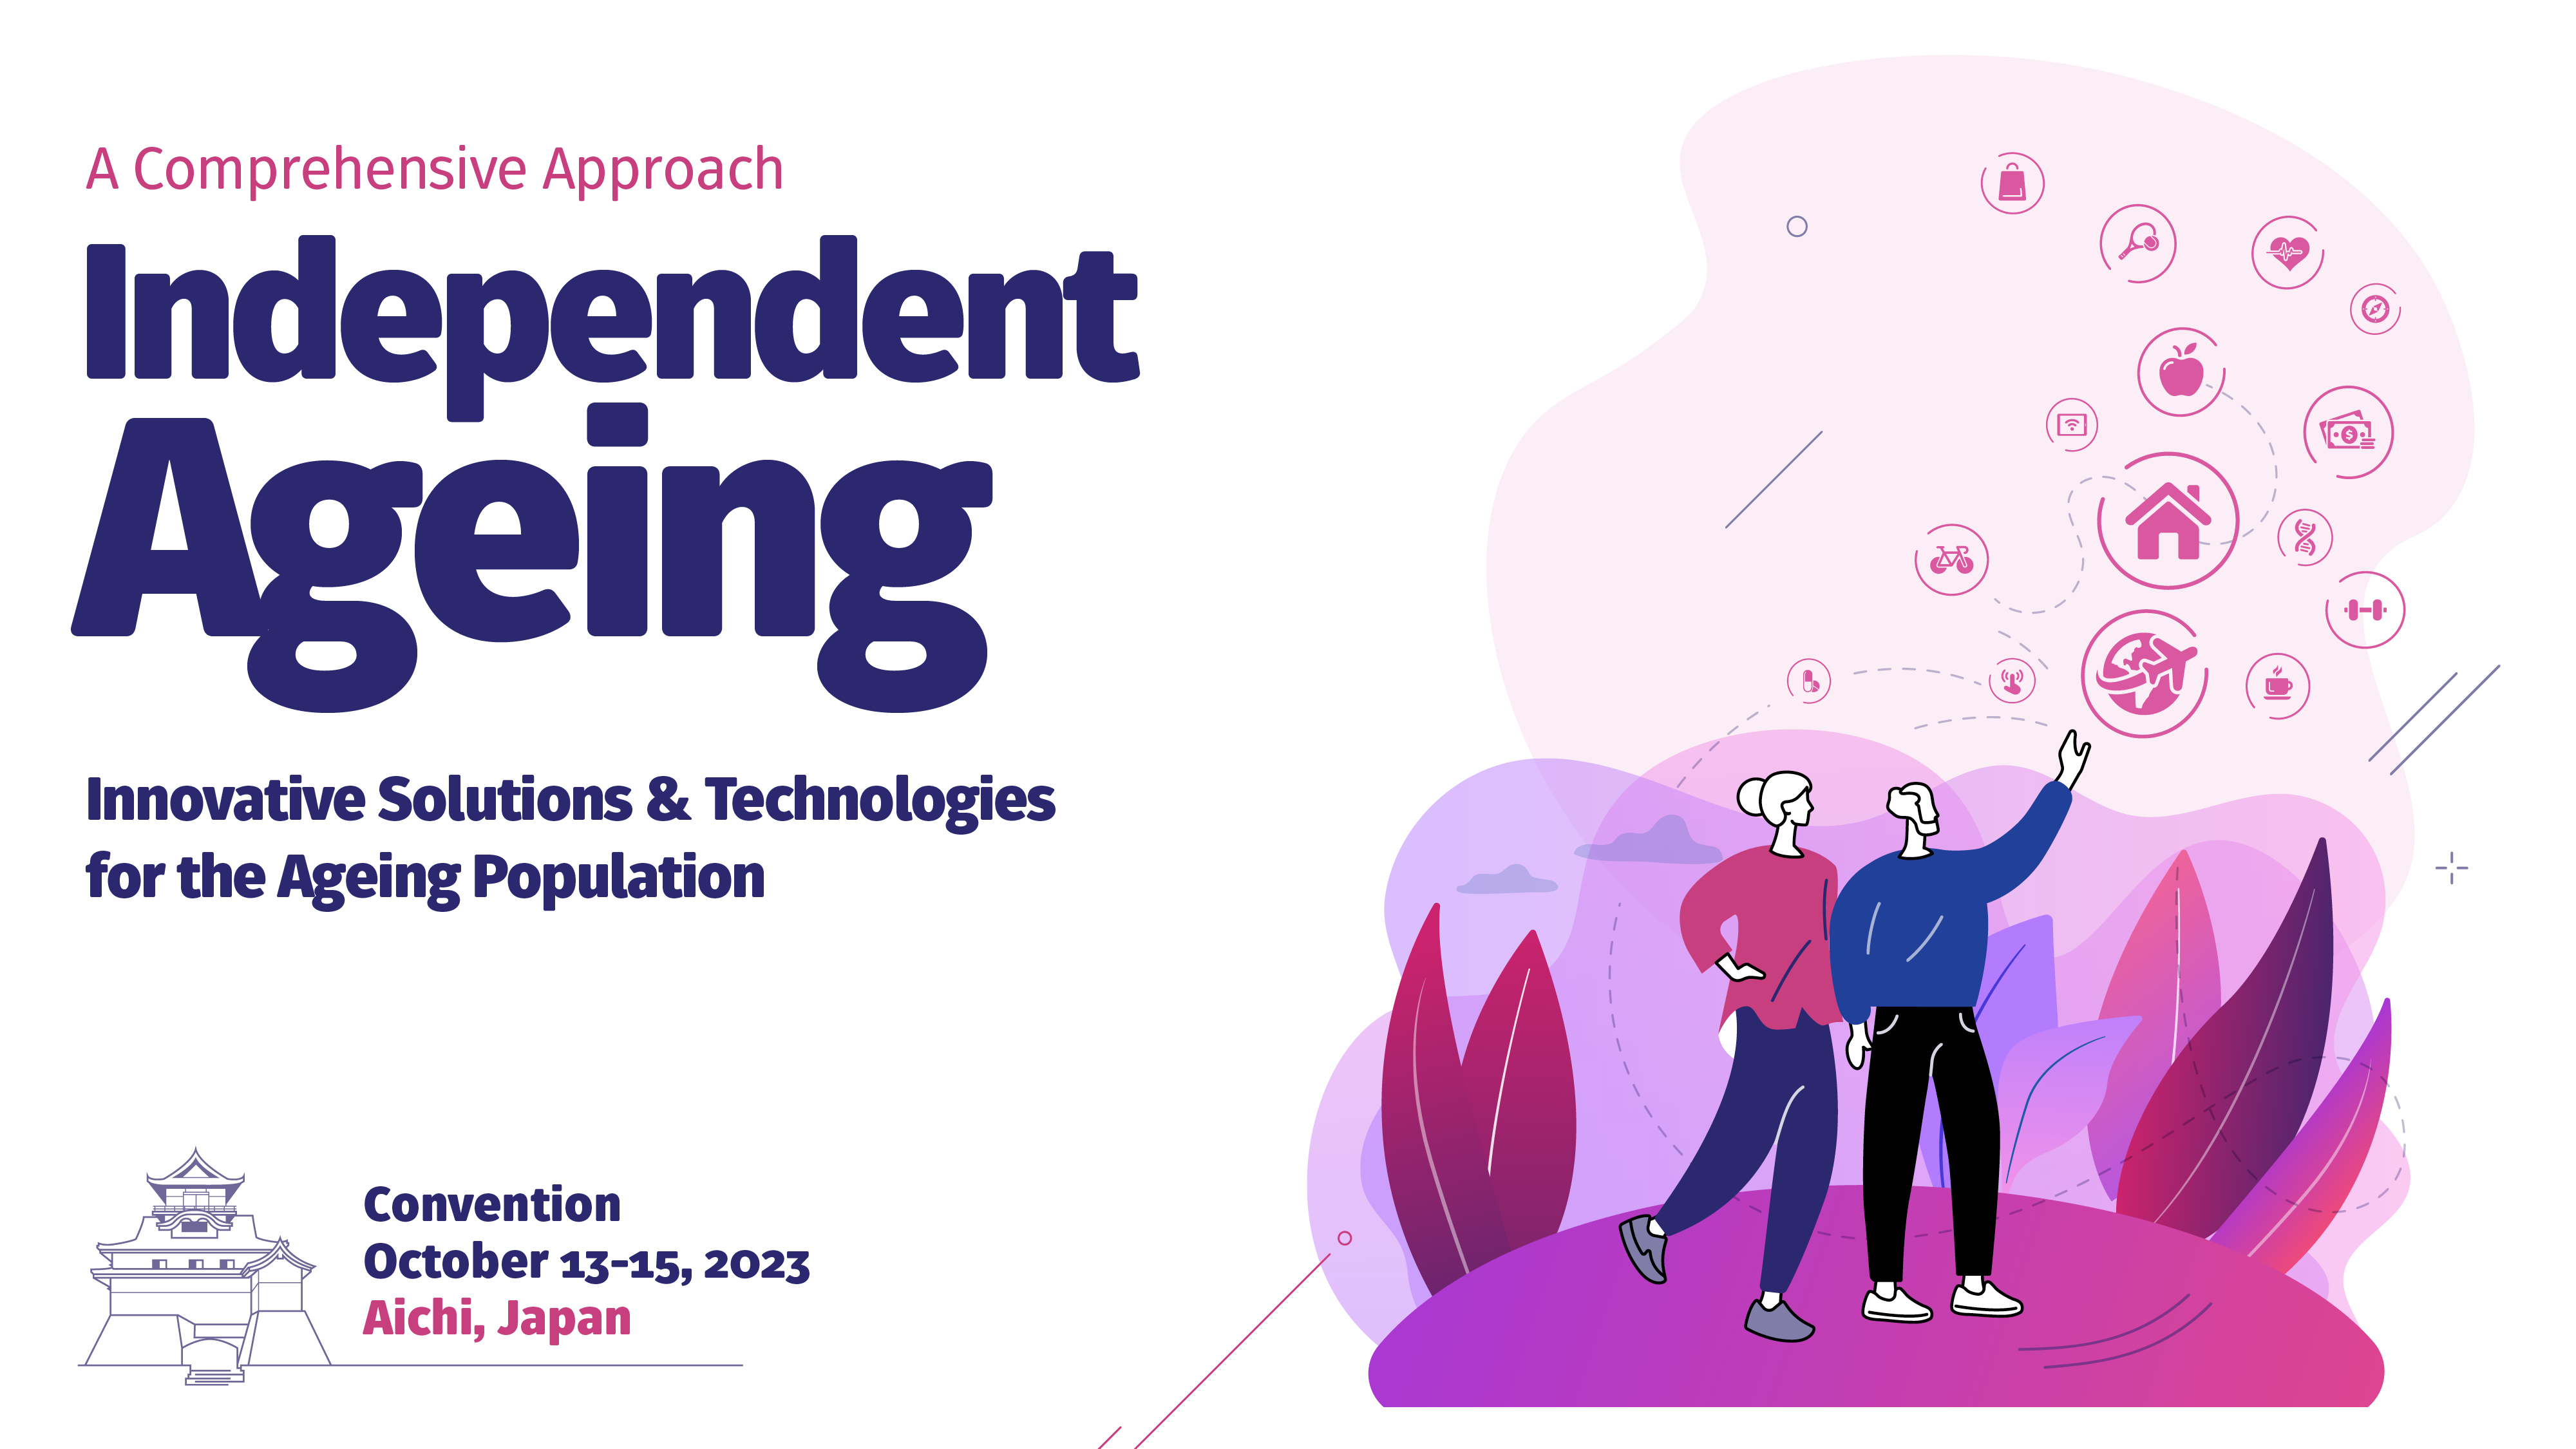 A Comprehensive Approach
Independent
Ageing
Innovative Solutions & Technologies
for the Ageing Population
Convention
October 13-15, 2023
Aichi, Japan